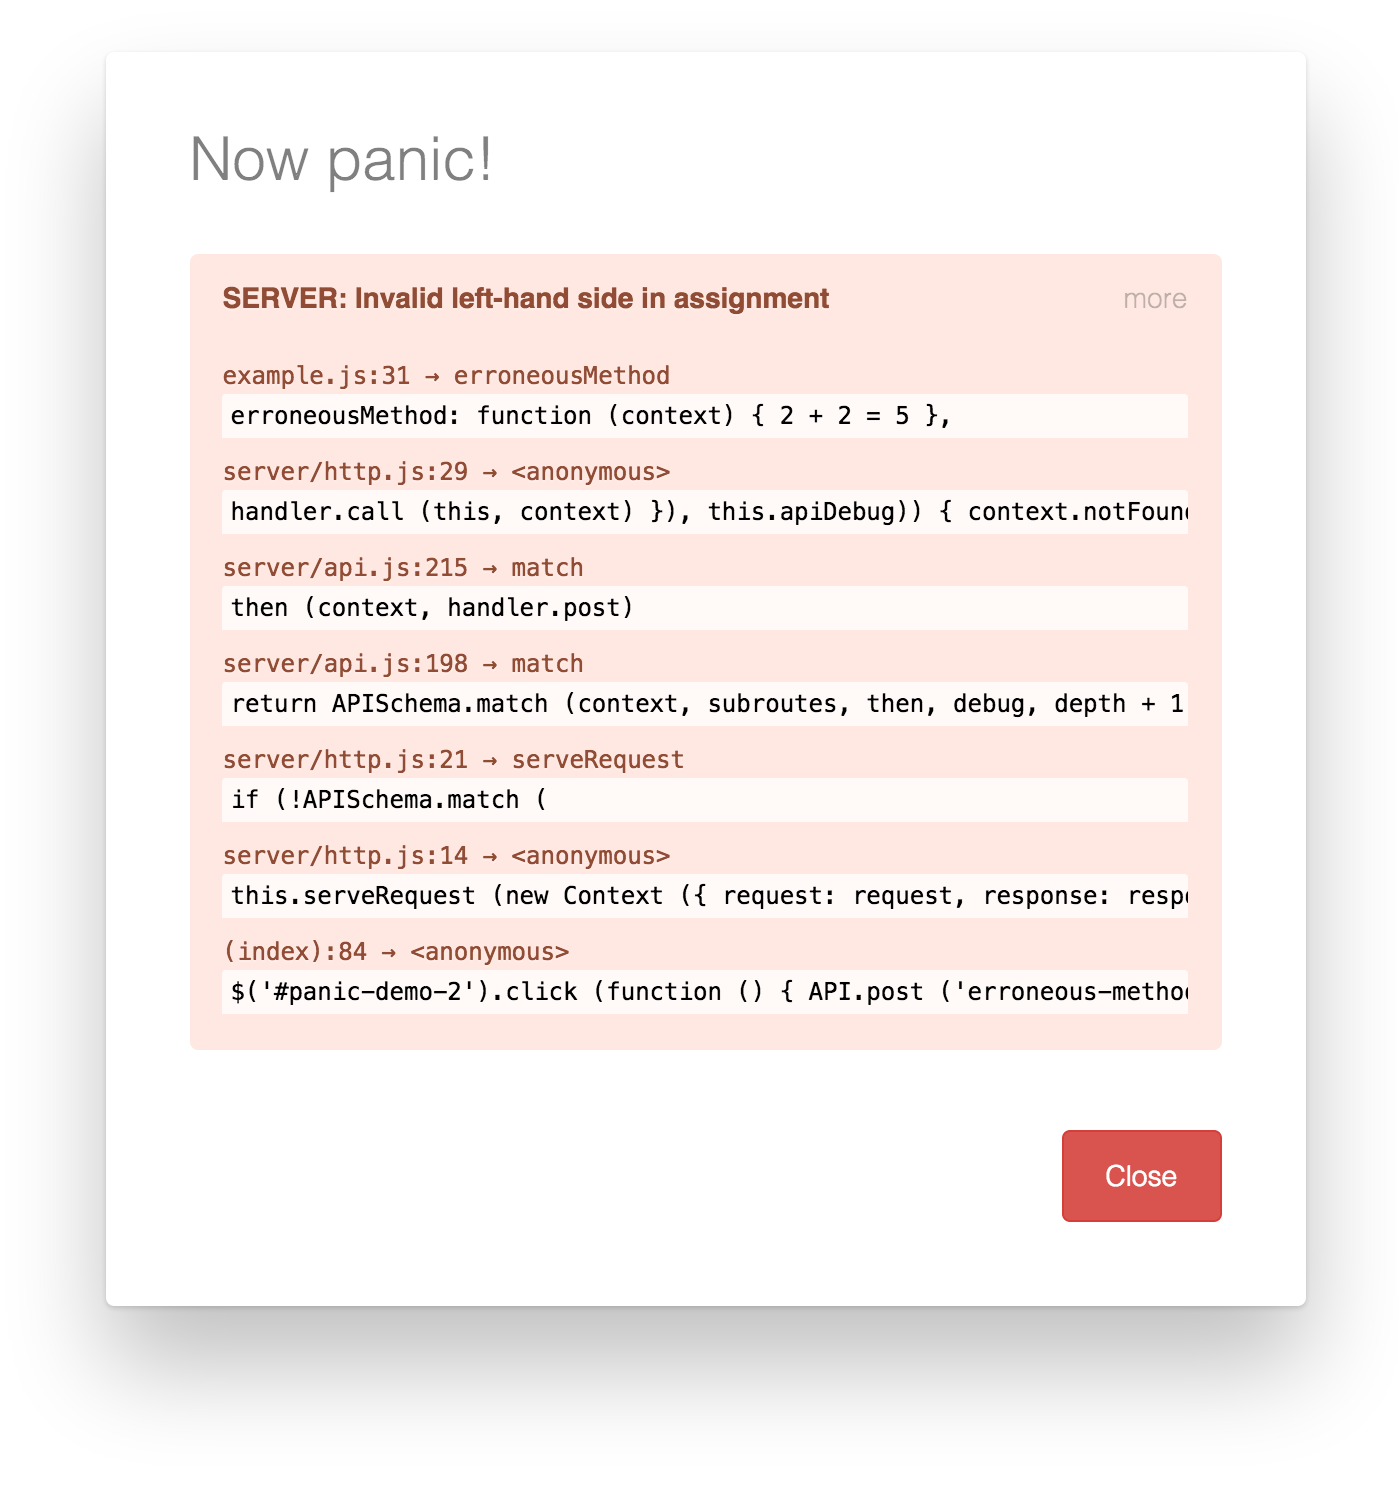 Now panic!
SERVER: Invalid left-hand side in assignment more
example.js:31 → erroneousMethod
erroneousMethod: function (context) { 2 + 2 = 5 },
server/http.js:29 → <anonymous>
handler.call (this, context) }), this.apiDebug)) { context.notFoun
server/api.js:215 → match
then (context, handler.post)
server/api.js:198 → match
return APISchema.match (context, subroutes, then, debug, depth + 1
server/http.js:21 → serveRequest
if (!APISchema.match (
server/http.js:14 → <anonymous>
this.serveRequest (new Context ({ request: request, response: resp
(index):84 → <anonymous>
$('#panic-demo-2').click (function () { API.post ('erroneous-metho
Close